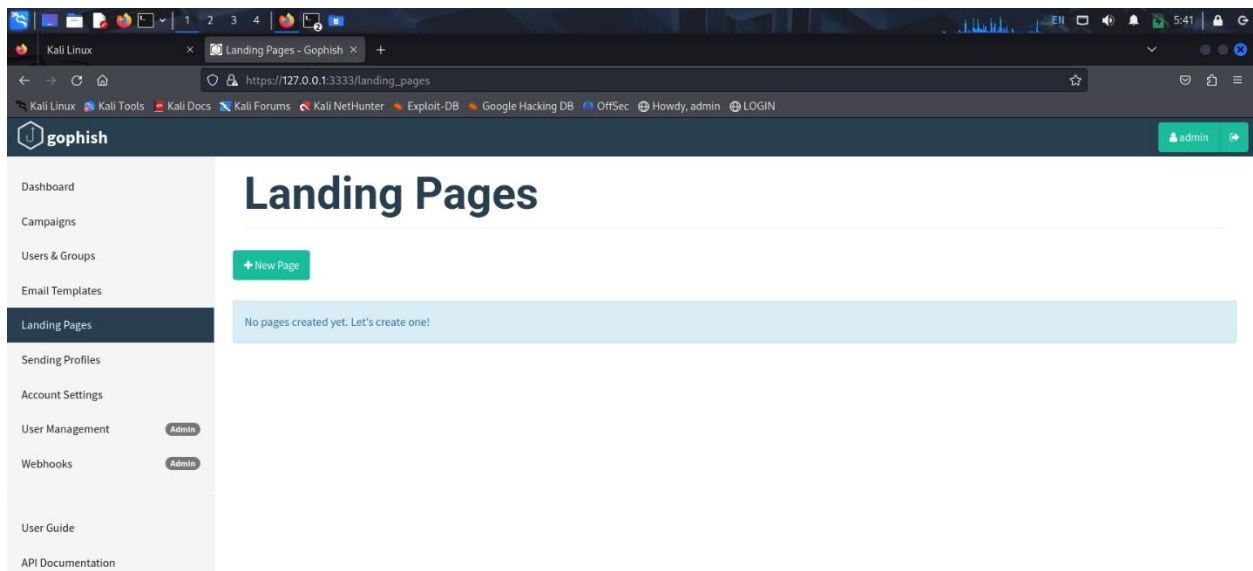 1 2 3 4 EN 5:41
Kali Linux Landing Pages - Gophish
https://127.0.0.1:3333/landing_pages
Kali Linux Kali Tools Kali Docs Kali Forums Kali NetHunter Exploit-DB Google Hacking DB OffSec Howdy, admin LOGIN
gophish admin
Dashboard
Landing Pages
Campaigns
Users & Groups
+ New Page
Email Templates
Landing Pages
No pages created yet. Let's create one!
Sending Profiles
Account Settings
User Management Admin
Webhooks Admin
User Guide
API Documentation